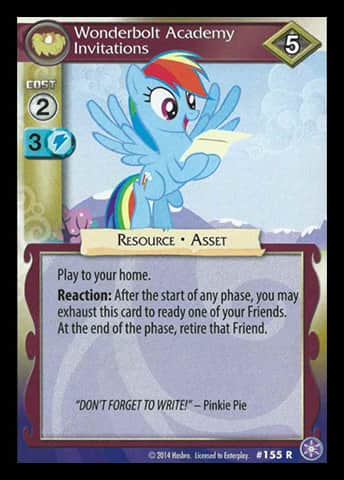 Wonderbolt Academy
Invitations
5
COST
2
3
RESOURCE • ASSET
Play to your home.
Reaction: After the start of any phase, you may
exhaust this card to ready one of your Friends.
At the end of the phase, retire that Friend.
"DON'T FORGET TO WRITE!" – Pinkie Pie
© 2014 Hasbro. Licensed to Enterplay. #155 R